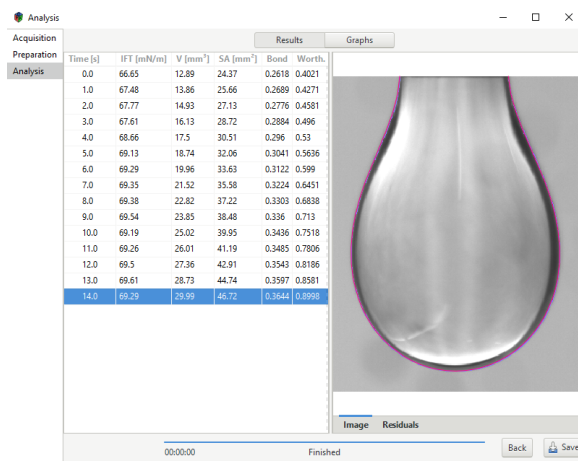 Analysis
Acquisition
Preparation
Analysis
Results Graphs
Time [s] IFT [mN/m] V [mm³] SA [mm²] Bond Worth.
0.0 66.65 12.89 24.37 0.2618 0.4021
1.0 67.48 13.86 25.66 0.2689 0.4271
2.0 67.77 14.93 27.13 0.2776 0.4581
3.0 67.61 16.13 28.72 0.2884 0.496
4.0 68.66 17.5 30.51 0.296 0.53
5.0 69.13 18.74 32.06 0.3041 0.5636
6.0 69.29 19.96 33.63 0.3122 0.599
7.0 69.35 21.52 35.58 0.3224 0.6451
8.0 69.38 22.82 37.22 0.3303 0.6838
9.0 69.54 23.85 38.48 0.336 0.713
10.0 69.19 25.02 39.95 0.3436 0.7518
11.0 69.26 26.01 41.19 0.3485 0.7806
12.0 69.5 27.36 42.91 0.3543 0.8186
13.0 69.61 28.73 44.74 0.3597 0.8581
14.0 69.29 29.99 46.72 0.3644 0.8998
Image Residuals
00:00:00 Finished
Back Save